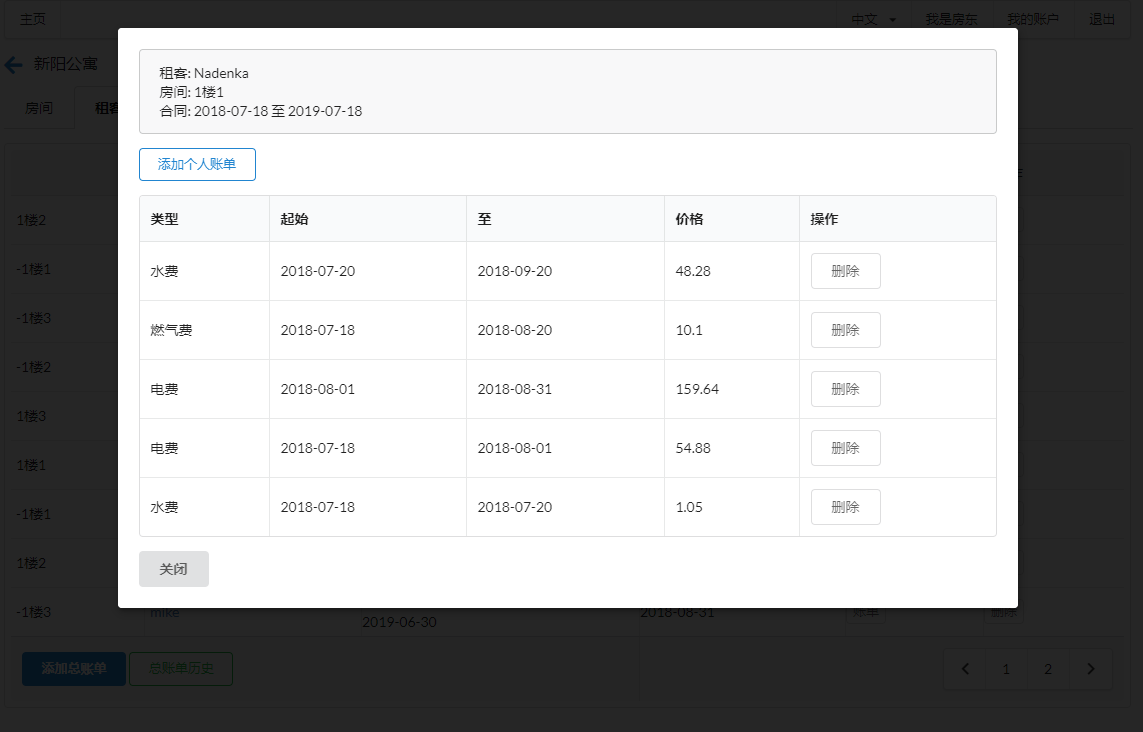 主页
中文
我是房东
我的账户
退出
新阳公寓
房间
租客: Nadenka
房间: 1楼1
合同: 2018-07-18 至 2019-07-18
添加个人账单
类型 起始 至 价格 操作
水费 2018-07-20 2018-09-20 48.28 删除
燃气费 2018-07-18 2018-08-20 10.1 删除
电费 2018-08-01 2018-08-31 159.64 删除
电费 2018-07-18 2018-08-01 54.88 删除
水费 2018-07-18 2018-07-20 1.05 删除
关闭
1楼2
-1楼1
-1楼3
-1楼2
1楼3
1楼1
-1楼1
1楼2
-1楼3 mike 2019-06-30 2018-08-31 账单 删除
添加总账单 总账单历史 1 2